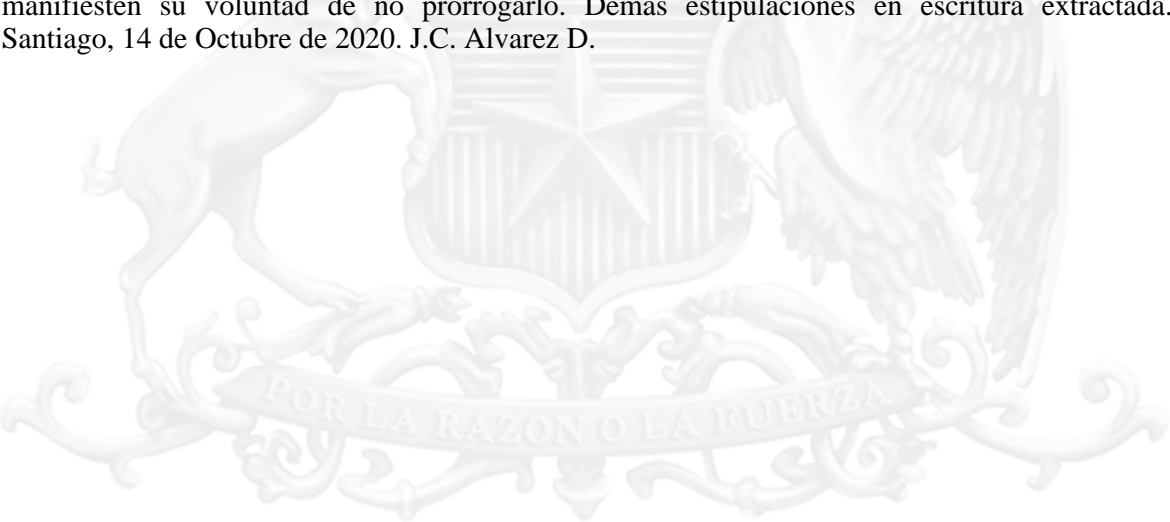 manifiesten su voluntad de no prorrogarlo. Demás estipulaciones en escritura extractada.
Santiago, 14 de Octubre de 2020. J.C. Alvarez D.
POR LA RAZON O LA FUERZA